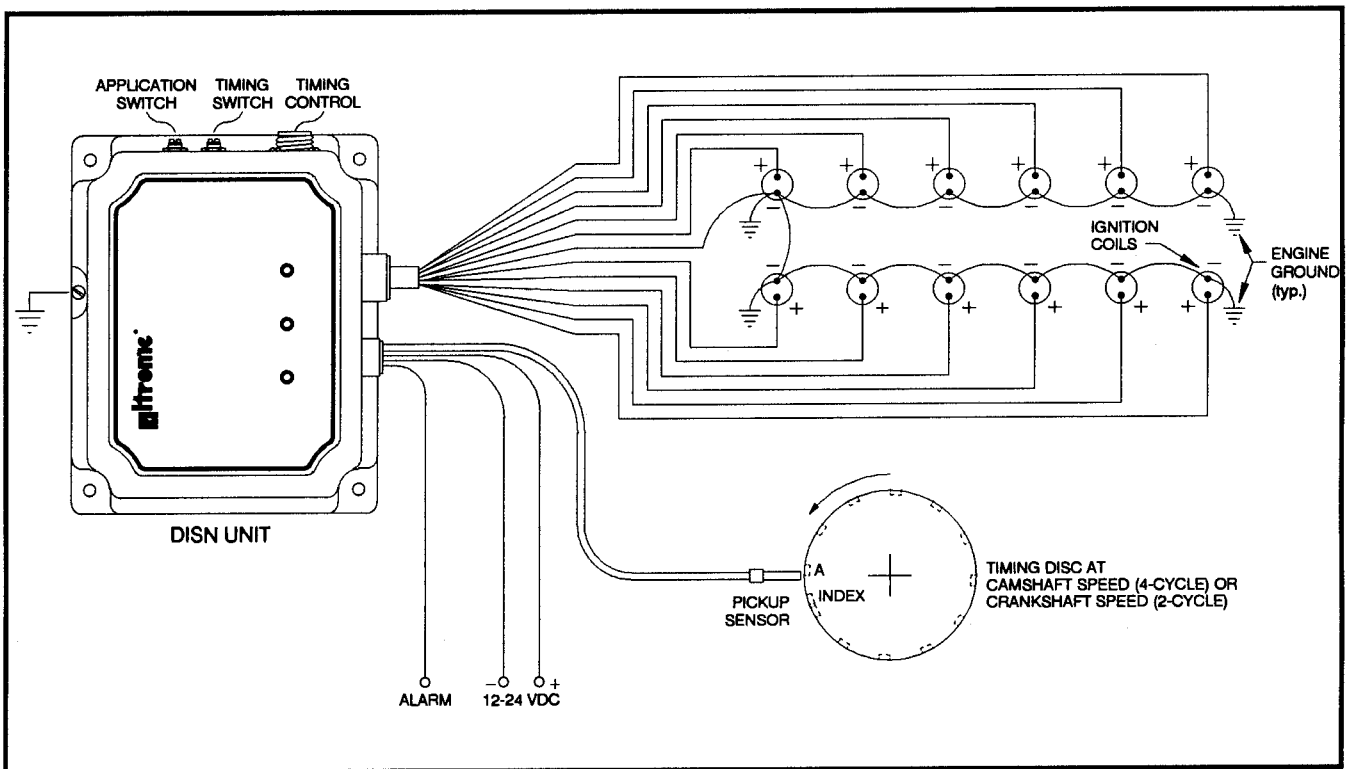 APPLICATION
SWITCH
TIMING
SWITCH
TIMING
CONTROL
altronic
DISN UNIT
+ + + + + +
− − − − − −
IGNITION
COILS
ENGINE
GROUND
(typ.)
− − − − − −
+ + + + + +
A
INDEX
PICKUP
SENSOR
TIMING DISC AT
CAMSHAFT SPEED (4-CYCLE) OR
CRANKSHAFT SPEED (2-CYCLE)
− +
ALARM
12-24 VDC